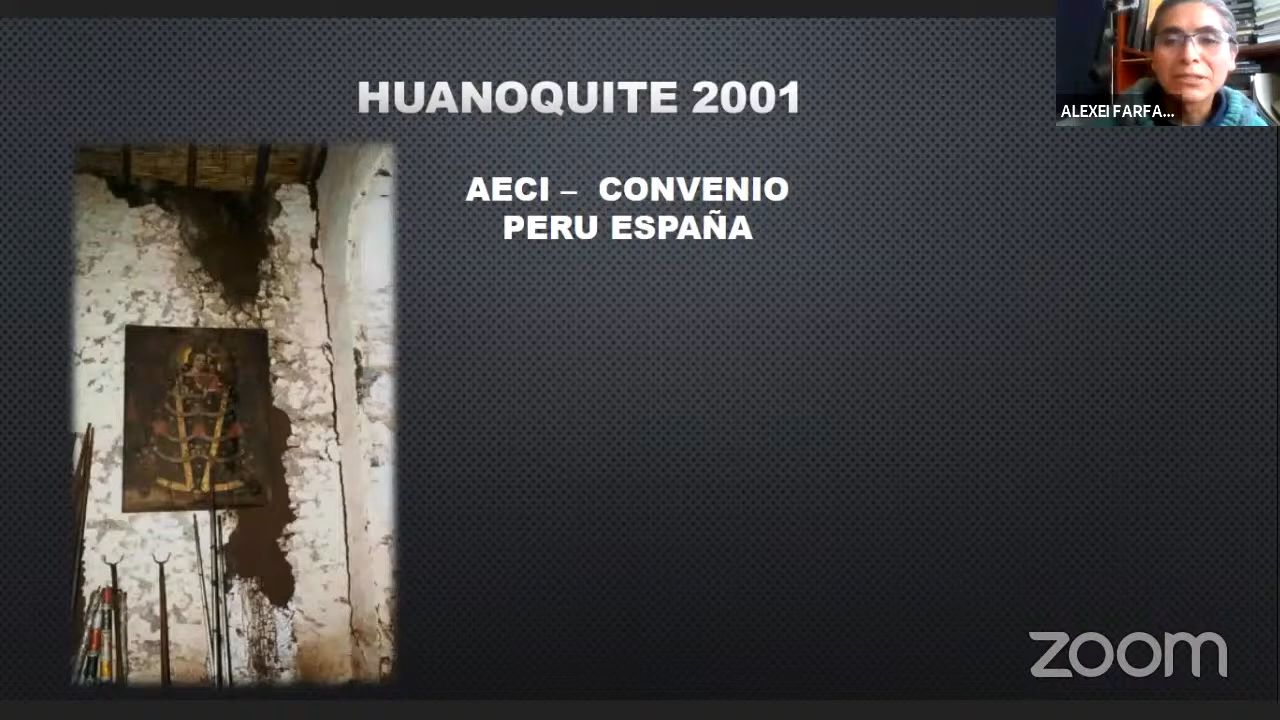 HUANOQUITE 2001
ALEXEI FARFA...
AECI – CONVENIO
PERU ESPAÑA
zoom